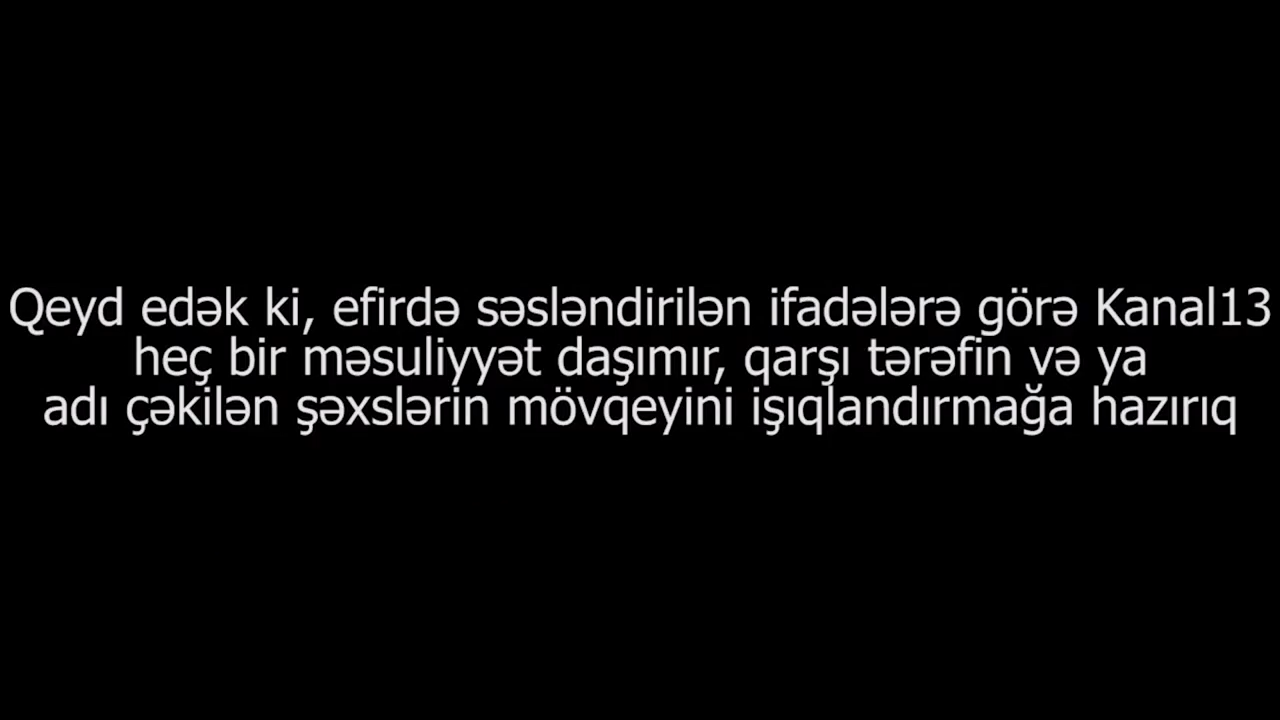 Qeyd edək ki, efirdə səsləndirilən ifadələrə görə Kanal13
heç bir məsuliyyət daşımır, qarşı tərəfin və ya
adı çəkilən şəxslərin mövqeyini işıqlandırmağa hazırıq